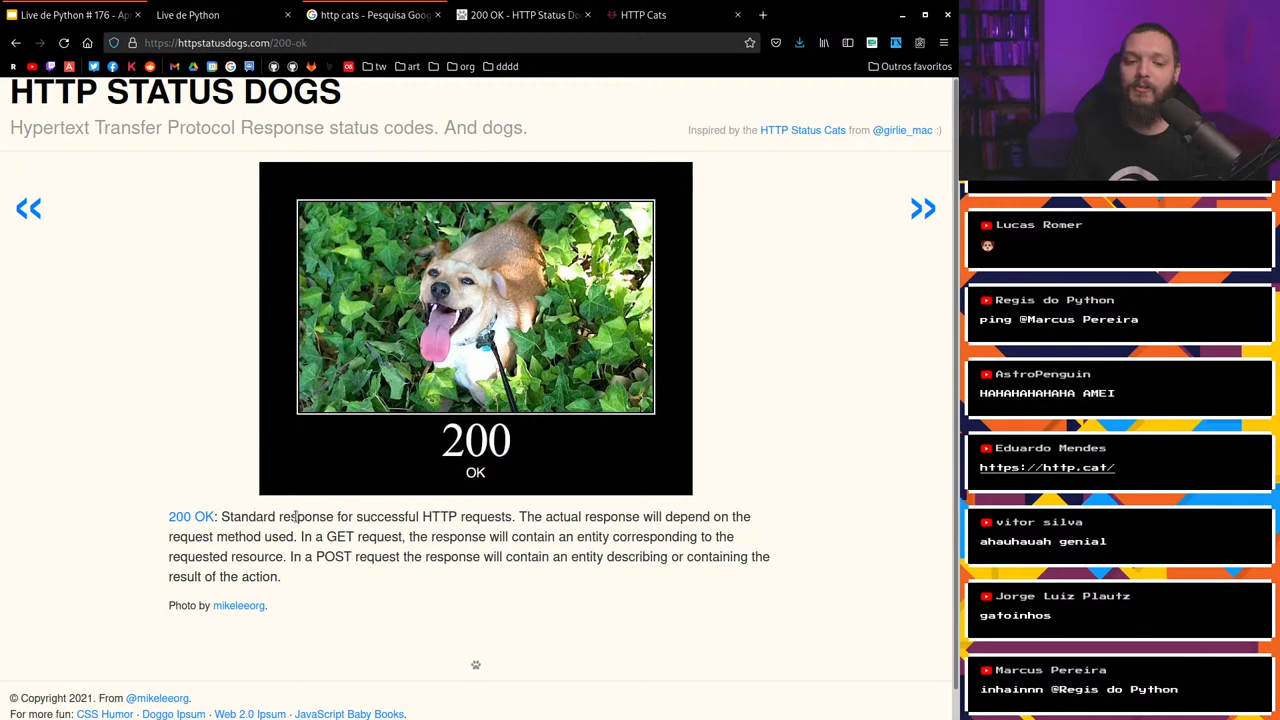 Live de Python # 176 - Ap
Live de Python
http cats - Pesquisa Goog
200 OK - HTTP Status Do
HTTP Cats
https://httpstatusdogs.com/200-ok
tw
art
org
dddd
Outros favoritos
HTTP STATUS DOGS
Hypertext Transfer Protocol Response status codes. And dogs.
Inspired by the HTTP Status Cats from @girlie_mac :)
«
»
200
OK
200 OK: Standard response for successful HTTP requests. The actual response will depend on the
request method used. In a GET request, the response will contain an entity corresponding to the
requested resource. In a POST request the response will contain an entity describing or containing the
result of the action.
Photo by mikeleeorg.
© Copyright 2021. From @mikeleeorg.
For more fun: CSS Humor · Doggo Ipsum · Web 2.0 Ipsum · JavaScript Baby Books.
Lucas Romer
Regis do Python
ping @Marcus Pereira
AstroPenguin
HAHAHAHAHAHA AMEI
Eduardo Mendes
https://http.cat/
vitor silva
ahauhauah genial
Jorge Luiz Plautz
gatoinhos
Marcus Pereira
inhainnn @Regis do Python